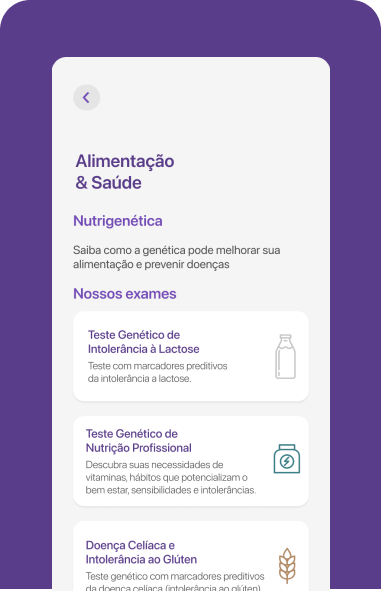 Alimentação
& Saúde
Nutrigenética
Saiba como a genética pode melhorar sua
alimentação e prevenir doenças
Nossos exames
Teste Genético de
Intolerância à Lactose
Teste com marcadores preditivos
da intolerância a lactose.
Teste Genético de
Nutrição Profissional
Descubra suas necessidades de
vitaminas, hábitos que potencializam o
bem estar, sensibilidades e intolerâncias.
Doença Celíaca e
Intolerância ao Glúten
Teste genético com marcadores preditivos
da doença celíaca (intolerância ao glúten)